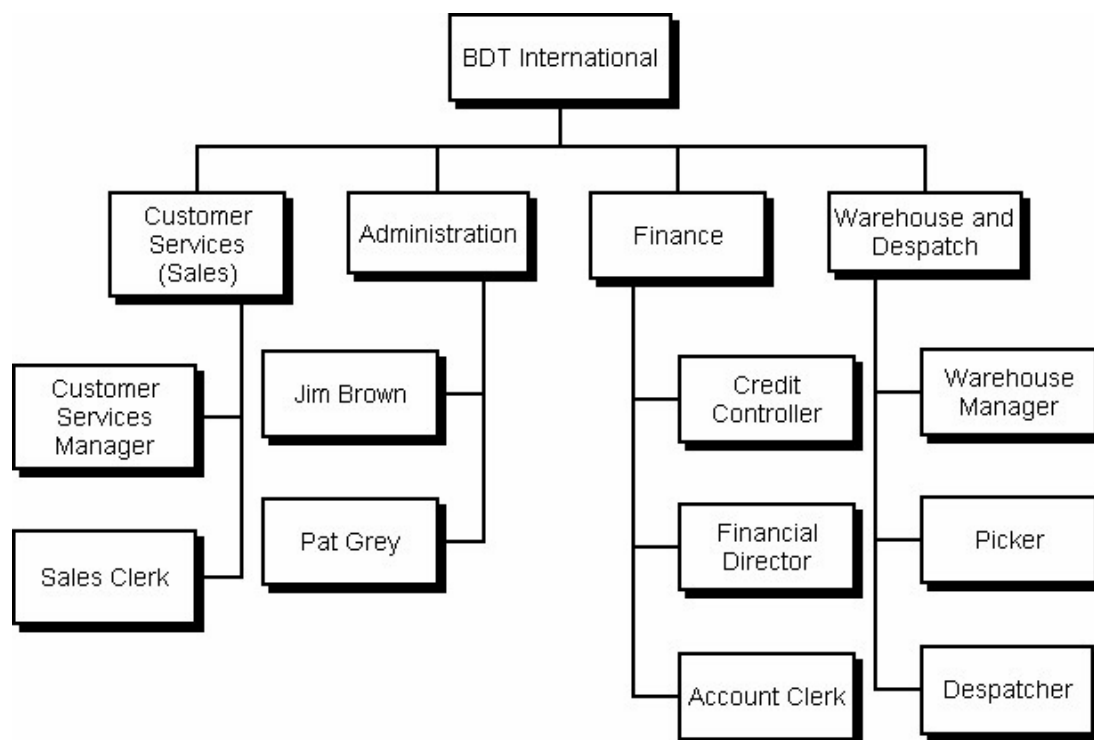 BDT International
Customer
Services
(Sales)
Administration
Finance
Warehouse and
Despatch
Customer
Services
Manager
Jim Brown
Credit
Controller
Warehouse
Manager
Sales Clerk
Pat Grey
Financial
Director
Picker
Account Clerk
Despatcher